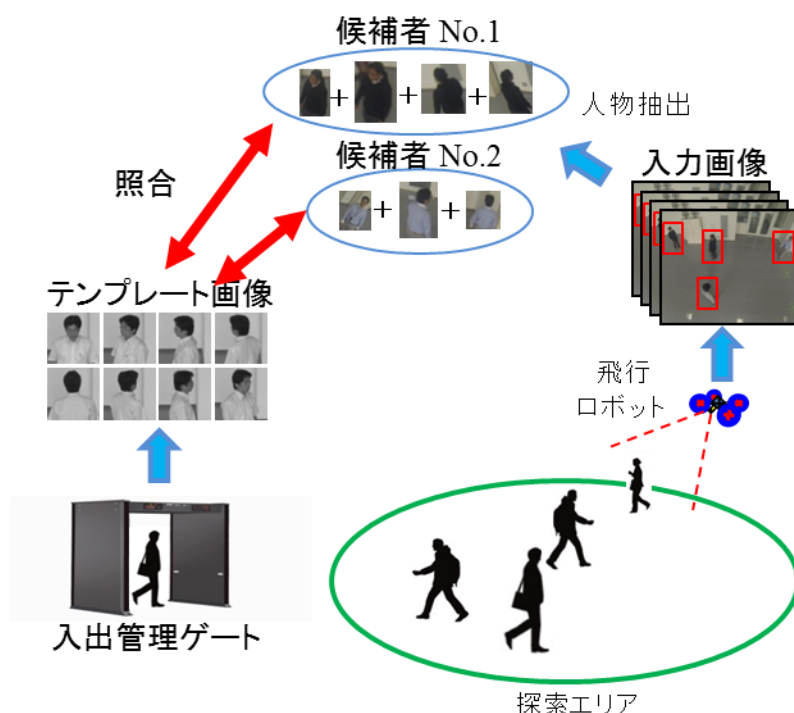 候補者 No.1
人物抽出
候補者 No.2
入力画像
照合
テンプレート画像
飛行
ロボット
入出管理ゲート
探索エリア